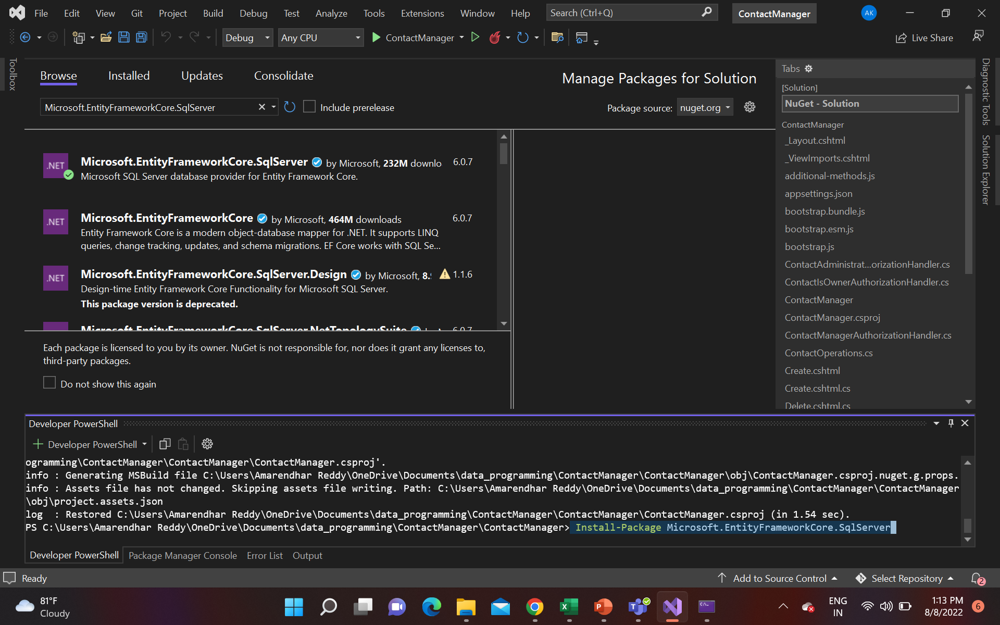 File Edit View Git Project Build Debug Test Analyze Tools Extensions Window Help Search (Ctrl+Q) ContactManager AK
Debug Any CPU ContactManager Live Share
Toolbox
Browse Installed Updates Consolidate
Manage Packages for Solution
Microsoft.EntityFrameworkCore.SqlServer Include prerelease
Package source: nuget.org
.NET
Microsoft.EntityFrameworkCore.SqlServer by Microsoft, 232M downlo 6.0.7
Microsoft SQL Server database provider for Entity Framework Core.
.NET
Microsoft.EntityFrameworkCore by Microsoft, 464M downloads 6.0.7
Entity Framework Core is a modern object-database mapper for .NET. It supports LINQ
queries, change tracking, updates, and schema migrations. EF Core works with SQL Se...
.NET
Microsoft.EntityFrameworkCore.SqlServer.Design by Microsoft, 8. 1.1.6
Design-time Entity Framework Core Functionality for Microsoft SQL Server.
This package version is deprecated.
Microsoft.EntityFrameworkCore.SqlServer.NetTopologySuite 6.0.7
Each package is licensed to you by its owner. NuGet is not responsible for, nor does it grant any licenses to,
third-party packages.
Do not show this again
Tabs
[Solution]
NuGet - Solution
ContactManager
_Layout.cshtml
_ViewImports.cshtml
additional-methods.js
appsettings.json
bootstrap.bundle.js
bootstrap.esm.js
bootstrap.js
ContactAdministrat...orizationHandler.cs
ContactIsOwnerAuthorizationHandler.cs
ContactManager
ContactManager.csproj
ContactManagerAuthorizationHandler.cs
ContactOperations.cs
Create.cshtml
Create.cshtml.cs
Delete.cshtml.cs
Diagnostic Tools
Solution Explorer
Developer PowerShell
Developer PowerShell
ogramming\ContactManager\ContactManager\ContactManager.csproj'.
info : Generating MSBuild file C:\Users\Amarendhar Reddy\OneDrive\Documents\data_programming\ContactManager\ContactManager\obj\ContactManager.csproj.nuget.g.props.
info : Assets file has not changed. Skipping assets file writing. Path: C:\Users\Amarendhar Reddy\OneDrive\Documents\data_programming\ContactManager\ContactManager
\obj\project.assets.json
log  : Restored C:\Users\Amarendhar Reddy\OneDrive\Documents\data_programming\ContactManager\ContactManager\ContactManager.csproj (in 1.54 sec).
PS C:\Users\Amarendhar Reddy\OneDrive\Documents\data_programming\ContactManager\ContactManager> Install-Package Microsoft.EntityFrameworkCore.SqlServer
Developer PowerShell Package Manager Console Error List Output
Ready Add to Source Control Select Repository 2
81°F
Cloudy
ENG
IN
1:13 PM
8/8/2022
6